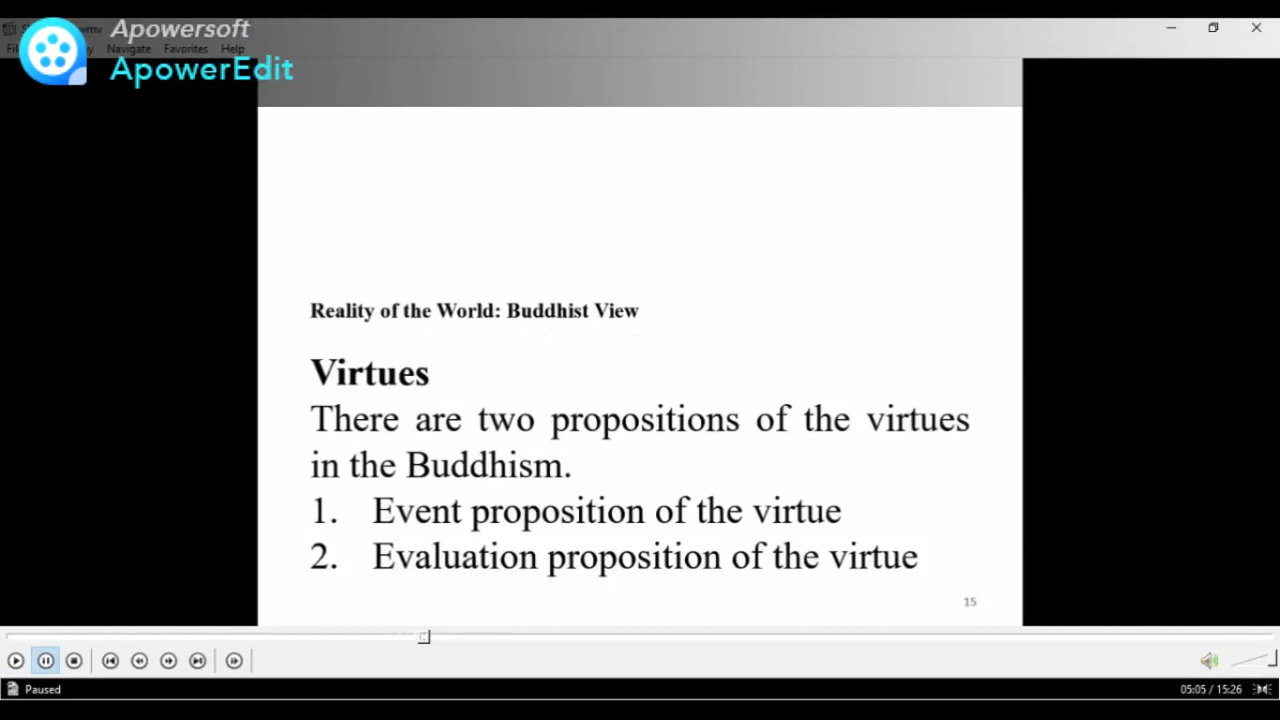 Apowersoft
Navigate Favorites Help
ApowerEdit
Reality of the World: Buddhist View
Virtues
There are two propositions of the virtues
in the Buddhism.
1. Event proposition of the virtue
2. Evaluation proposition of the virtue
15
Paused
05:05 / 15:26